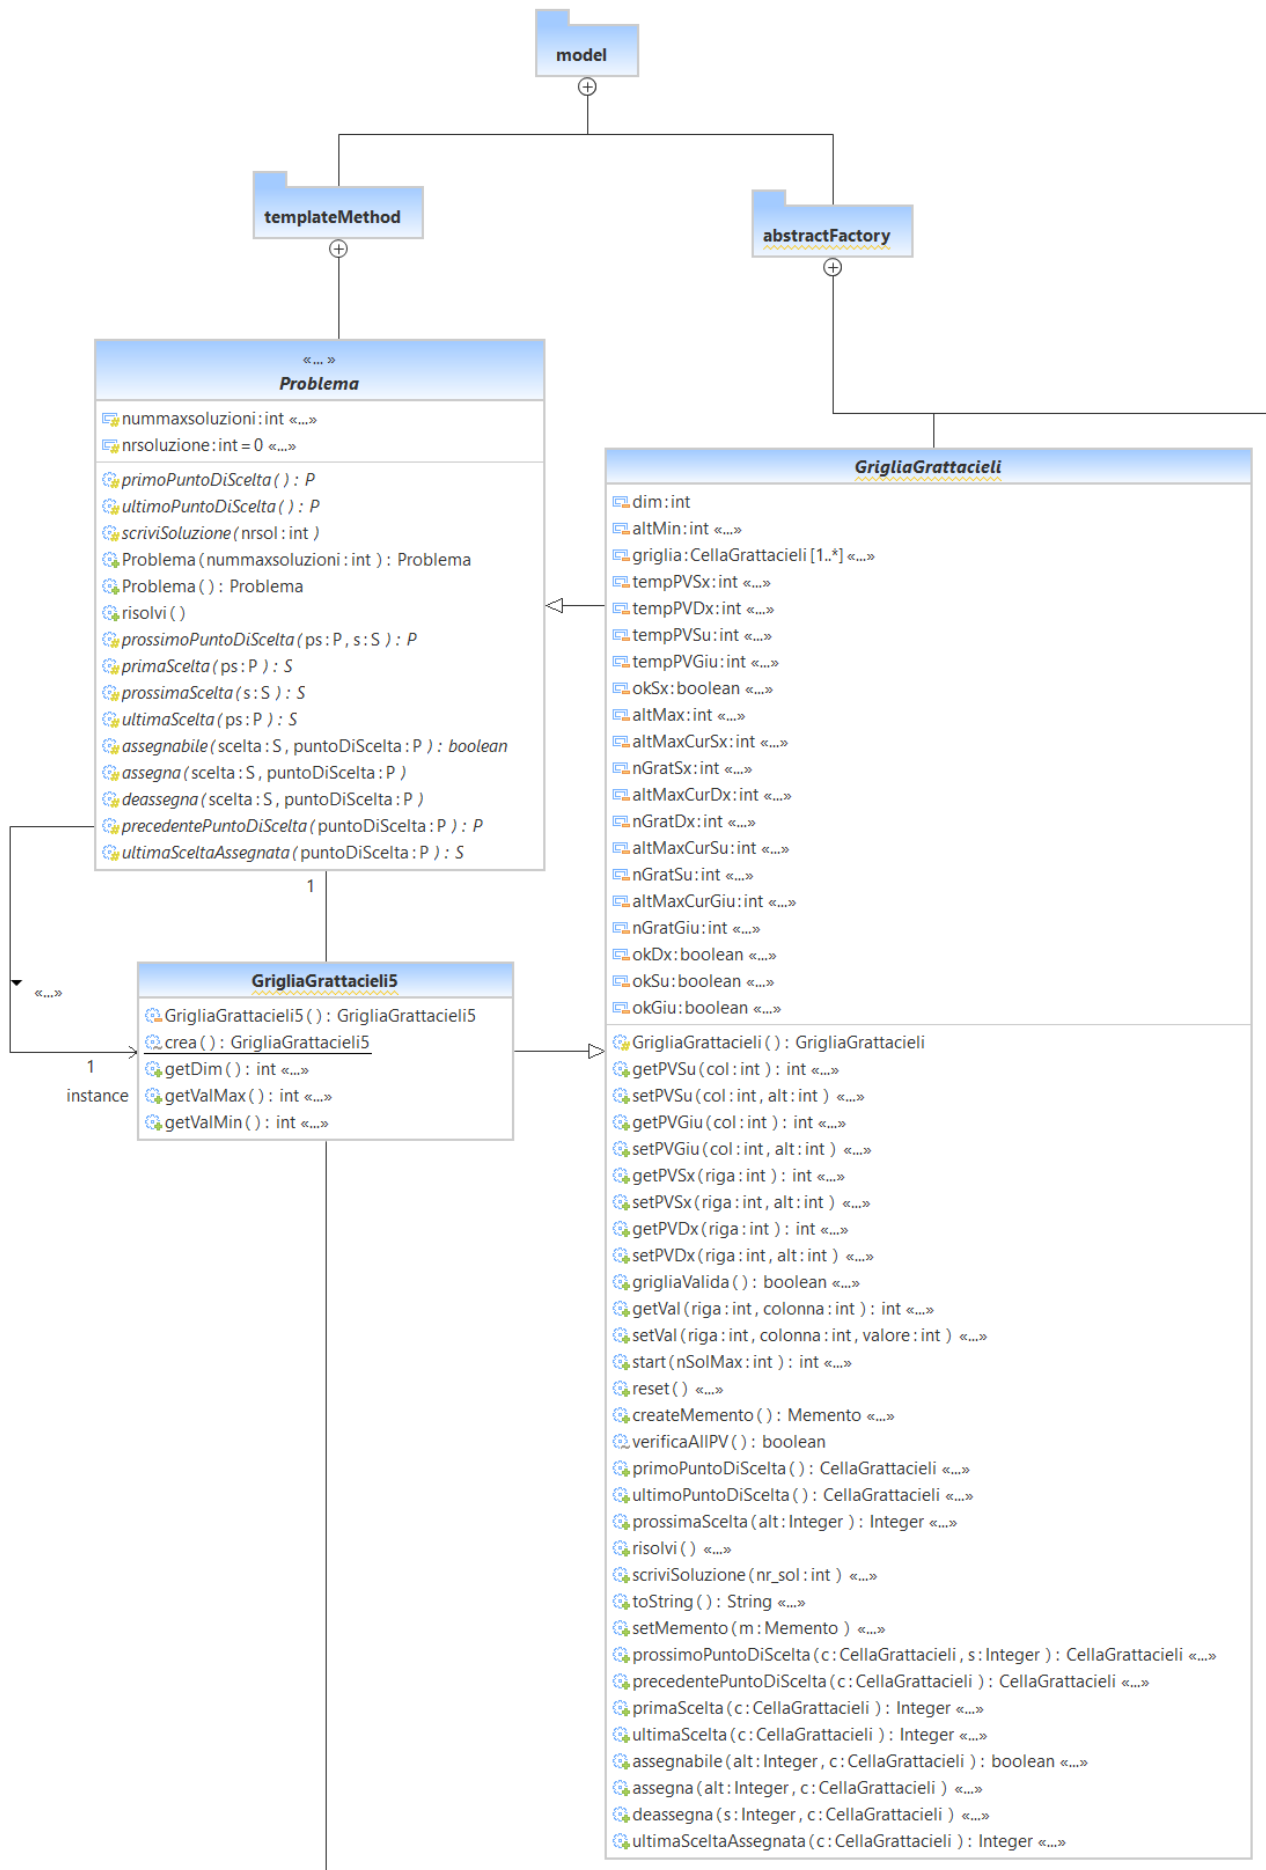 model
templateMethod
abstractFactory
«... »
Problema
nummaxsoluzioni:int «...»
nrsoluzione:int = 0 «...»
primoPuntoDiScelta ( ) : P
ultimoPuntoDiScelta ( ) : P
scriviSoluzione ( nrsol : int )
Problema ( nummaxsoluzioni : int ) : Problema
Problema ( ) : Problema
risolvi ( )
prossimoPuntoDiScelta ( ps : P , s : S ) : P
primaScelta ( ps : P ) : S
prossimaScelta ( s : S ) : S
ultimaScelta ( ps : P ) : S
assegnabile ( scelta : S , puntoDiScelta : P ) : boolean
assegna ( scelta : S , puntoDiScelta : P )
deassegna ( scelta : S , puntoDiScelta : P )
precedentePuntoDiScelta ( puntoDiScelta : P ) : P
ultimaSceltaAssegnata ( puntoDiScelta : P ) : S
1
«...»
1
instance
GrigliaGrattacieli5
GrigliaGrattacieli5 ( ) : GrigliaGrattacieli5
crea ( ) : GrigliaGrattacieli5
getDim ( ) : int «...»
getValMax ( ) : int «...»
getValMin ( ) : int «...»
GrigliaGrattacieli
dim:int
altMin:int «...»
griglia:CellaGrattacieli [1..*] «...»
tempPVSx:int «...»
tempPVDx:int «...»
tempPVSu:int «...»
tempPVGiu:int «...»
okSx:boolean «...»
altMax:int «...»
altMaxCurSx:int «...»
nGratSx:int «...»
altMaxCurDx:int «...»
nGratDx:int «...»
altMaxCurSu:int «...»
nGratSu:int «...»
altMaxCurGiu:int «...»
nGratGiu:int «...»
okDx:boolean «...»
okSu:boolean «...»
okGiu:boolean «...»
GrigliaGrattacieli ( ) : GrigliaGrattacieli
getPVSu ( col : int ) : int «...»
setPVSu ( col : int , alt : int ) «...»
getPVGiu ( col : int ) : int «...»
setPVGiu ( col : int , alt : int ) «...»
getPVSx ( riga : int ) : int «...»
setPVSx ( riga : int , alt : int ) «...»
getPVDx ( riga : int ) : int «...»
setPVDx ( riga : int , alt : int ) «...»
grigliaValida ( ) : boolean «...»
getVal ( riga : int , colonna : int ) : int «...»
setVal ( riga : int , colonna : int , valore : int ) «...»
start ( nSolMax : int ) : int «...»
reset ( ) «...»
createMemento ( ) : Memento «...»
verificaAllPV ( ) : boolean
primoPuntoDiScelta ( ) : CellaGrattacieli «...»
ultimoPuntoDiScelta ( ) : CellaGrattacieli «...»
prossimaScelta ( alt : Integer ) : Integer «...»
risolvi ( ) «...»
scriviSoluzione ( nr_sol : int ) «...»
toString ( ) : String «...»
setMemento ( m : Memento ) «...»
prossimoPuntoDiScelta ( c : CellaGrattacieli , s : Integer ) : CellaGrattacieli «...»
precedentePuntoDiScelta ( c : CellaGrattacieli ) : CellaGrattacieli «...»
primaScelta ( c : CellaGrattacieli ) : Integer «...»
ultimaScelta ( c : CellaGrattacieli ) : Integer «...»
assegnabile ( alt : Integer , c : CellaGrattacieli ) : boolean «...»
assegna ( alt : Integer , c : CellaGrattacieli ) «...»
deassegna ( s : Integer , c : CellaGrattacieli ) «...»
ultimaSceltaAssegnata ( c : CellaGrattacieli ) : Integer «...»